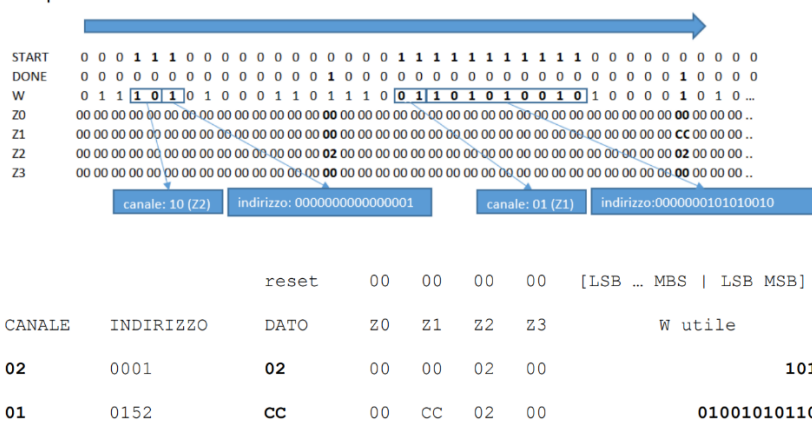 START 0 0 0 1 1 1 0 0 0 0 0 0 0 0 0 0 0 0 1 1 1 1 1 1 1 1 1 1 1 0 0 0 0 0 0 0 0 0 0
DONE 0 0 0 0 0 0 0 0 0 0 0 0 0 0 1 0 0 0 0 0 0 0 0 0 0 0 0 0 0 0 0 0 0 0 1 0 0 0 0
W 0 1 1 1 0 1 0 1 0 0 0 1 1 0 1 1 1 0 0 1 1 0 1 0 1 0 0 1 0 1 0 0 0 0 1 0 1 0 ...
Z0 00 00 00 00 00 00 00 00 00 00 00 00 00 00 00 00 00 00 00 00 00 00 00 00 00 00 00 00 00 00 00 00 00 00 00 00 00 00 ..
Z1 00 00 00 00 00 00 00 00 00 00 00 00 00 00 00 00 00 00 00 00 00 00 00 00 00 00 00 00 00 00 00 00 00 00 CC 00 00 00 ..
Z2 00 00 00 00 00 00 00 00 00 00 00 00 00 00 02 00 00 00 00 00 00 00 00 00 00 00 00 00 00 00 00 00 00 00 02 00 00 00 ..
Z3 00 00 00 00 00 00 00 00 00 00 00 00 00 00 00 00 00 00 00 00 00 00 00 00 00 00 00 00 00 00 00 00 00 00 00 00 00 00 ..
canale: 10 (Z2) indirizzo: 0000000000000001 canale: 01 (Z1) indirizzo:0000000101010010
reset 00 00 00 00 [LSB … MBS | LSB MSB]
CANALE INDIRIZZO DATO Z0 Z1 Z2 Z3 W utile
02 0001 02 00 00 02 00 101
01 0152 CC 00 CC 02 00 01001010110